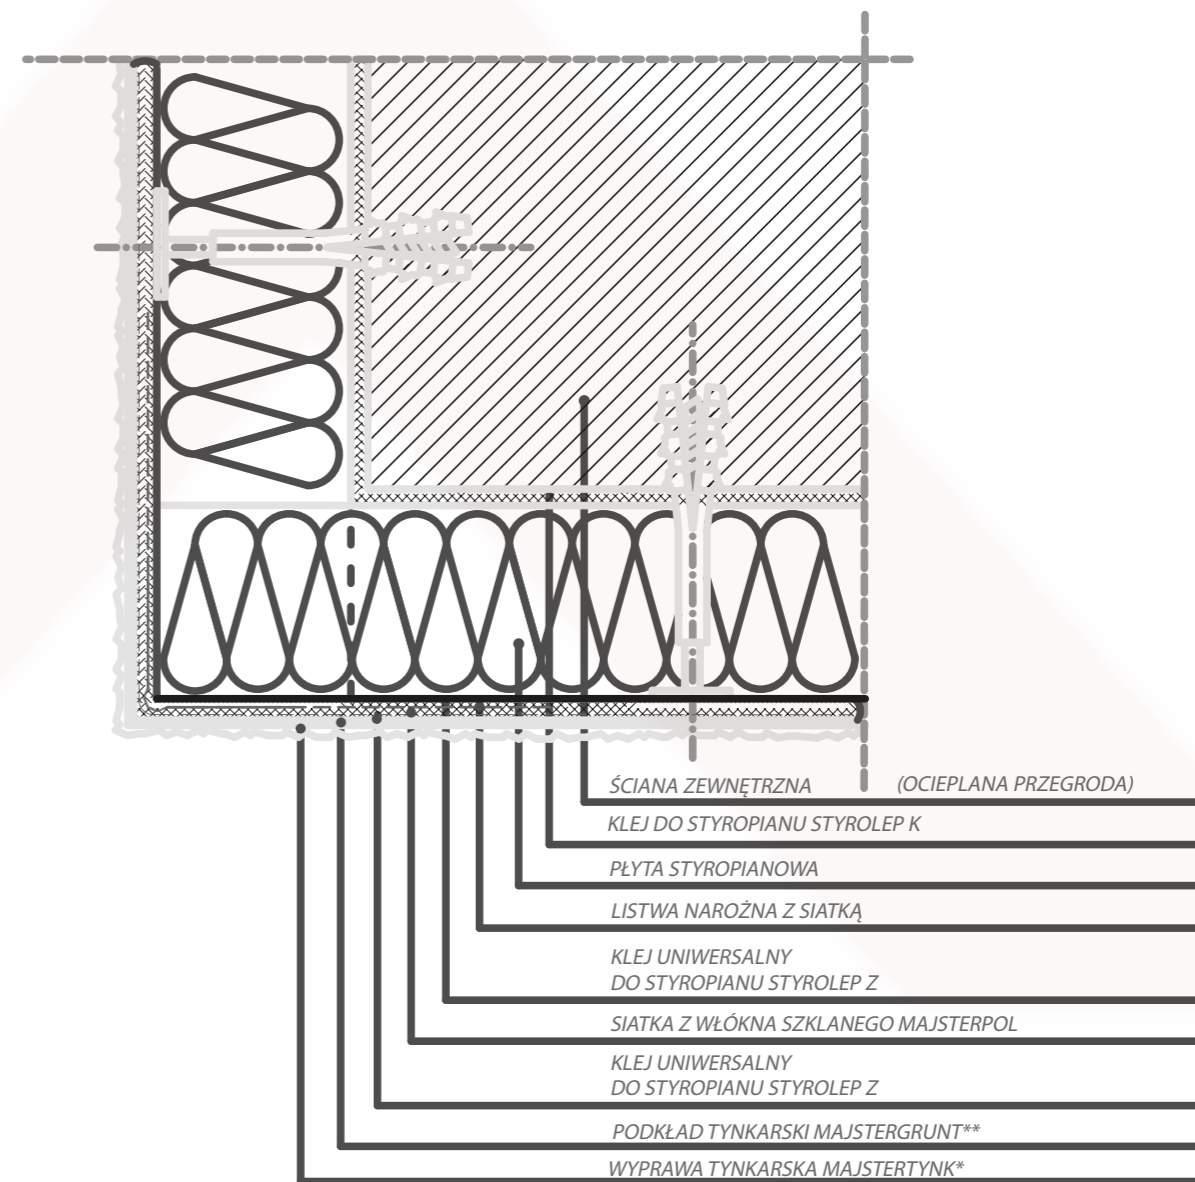 ŚCIANA ZEWNĘTRZNA (OCIEPLANA PRZEGRODA)
KLEJ DO STYROPIANU STYROLEP K
PŁYTA STYROPIANOWA
LISTWA NAROŻNA Z SIATKĄ
KLEJ UNIWERSALNY
DO STYROPIANU STYROLEP Z
SIATKA Z WŁÓKNA SZKLANEGO MAJSTERPOL
KLEJ UNIWERSALNY
DO STYROPIANU STYROLEP Z
PODKŁAD TYNKARSKI MAJSTERGRUNT**
WYPRAWA TYNKARSKA MAJSTERTYNK*